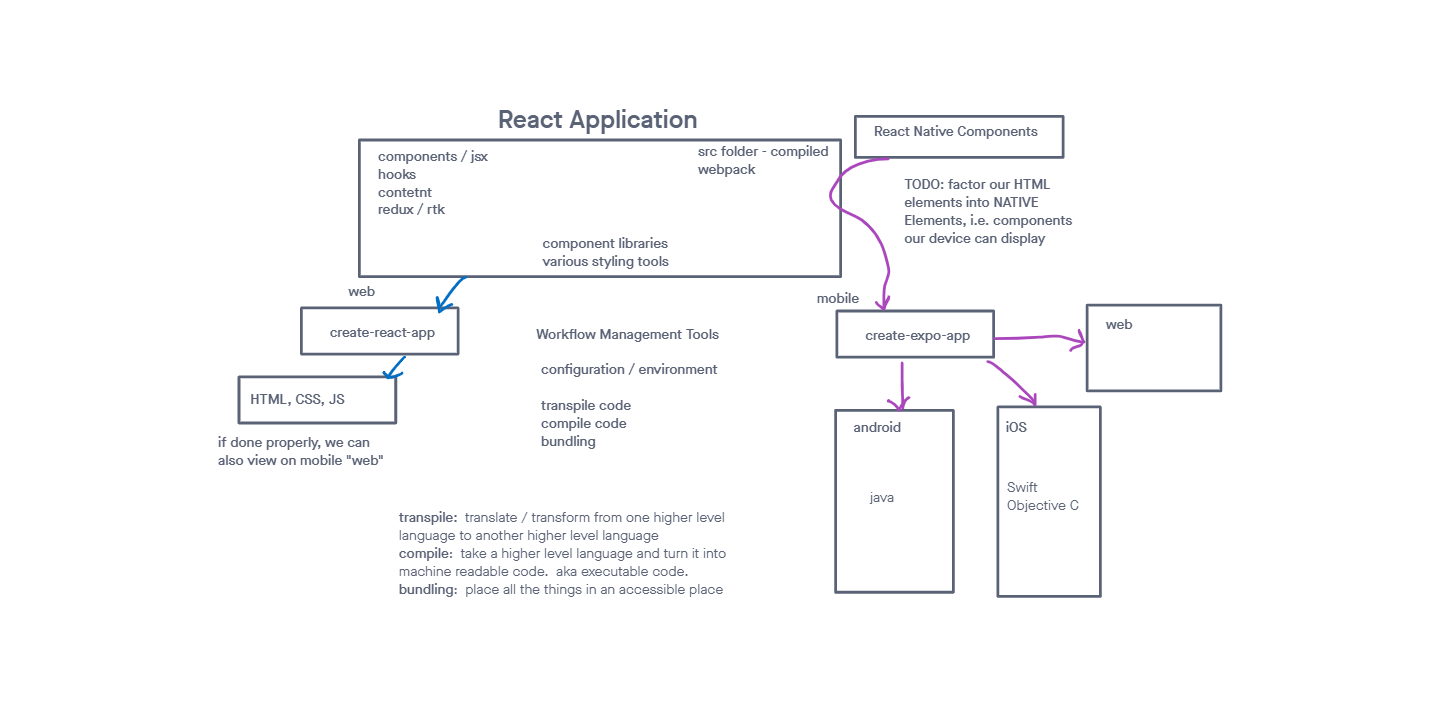 React Application
components / jsx
hooks
contetnt
redux / rtk
src folder - compiled
webpack
component libraries
various styling tools
React Native Components
TODO: factor our HTML
elements into NATIVE
Elements, i.e. components
our device can display
web
create-react-app
HTML, CSS, JS
if done properly, we can
also view on mobile "web"
Workflow Management Tools
configuration / environment
transpile code
compile code
bundling
mobile
create-expo-app
web
android
java
iOS
Swift
Objective C
transpile: translate / transform from one higher level
language to another higher level language
compile: take a higher level language and turn it into
machine readable code. aka executable code.
bundling: place all the things in an accessible place